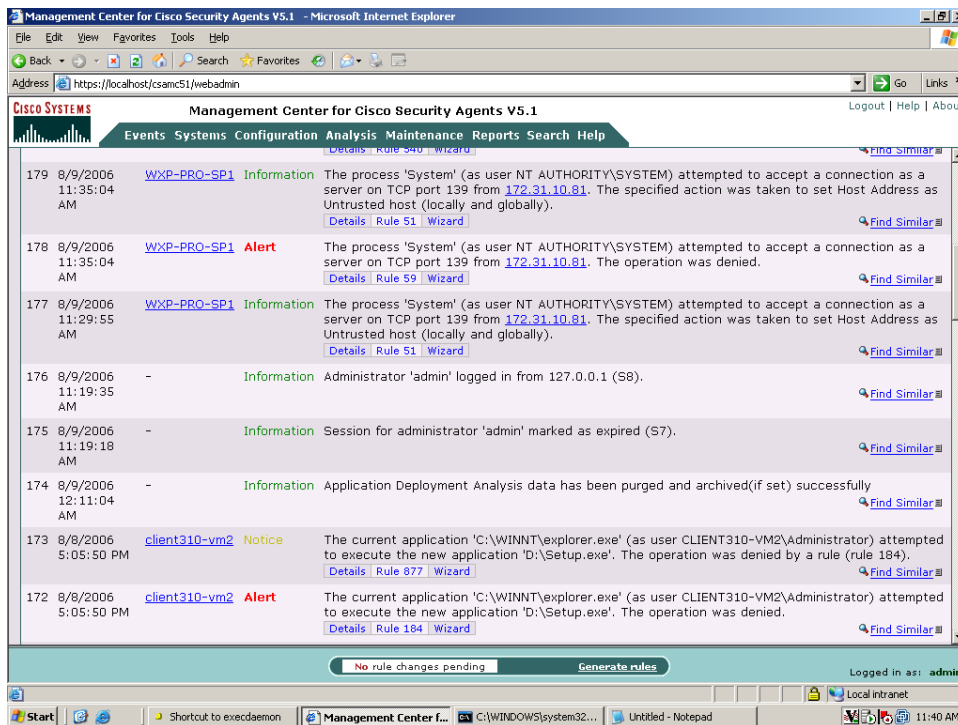 Management Center for Cisco Security Agents V5.1 - Microsoft Internet Explorer
File Edit View Favorites Tools Help
Back Search Favorites
Address https://localhost/csamc51/webadmin Go Links
CISCO SYSTEMS
Management Center for Cisco Security Agents V5.1
Logout | Help | Abou
Events Systems Configuration Analysis Maintenance Reports Search Help
Details Rule 540 Wizard
Find Similar
179 8/9/2006 WXP-PRO-SP1 Information The process 'System' (as user NT AUTHORITY\SYSTEM) attempted to accept a connection as a
11:35:04 server on TCP port 139 from 172.31.10.81. The specified action was taken to set Host Address as
AM Untrusted host (locally and globally).
Details Rule 51 Wizard
Find Similar
178 8/9/2006 WXP-PRO-SP1 Alert The process 'System' (as user NT AUTHORITY\SYSTEM) attempted to accept a connection as a
11:35:04 server on TCP port 139 from 172.31.10.81. The operation was denied.
AM Details Rule 59 Wizard
Find Similar
177 8/9/2006 WXP-PRO-SP1 Information The process 'System' (as user NT AUTHORITY\SYSTEM) attempted to accept a connection as a
11:29:55 server on TCP port 139 from 172.31.10.81. The specified action was taken to set Host Address as
AM Untrusted host (locally and globally).
Details Rule 51 Wizard
Find Similar
176 8/9/2006 - Information Administrator 'admin' logged in from 127.0.0.1 (S8).
11:19:35
AM
Find Similar
175 8/9/2006 - Information Session for administrator 'admin' marked as expired (S7).
11:19:18
AM
Find Similar
174 8/9/2006 - Information Application Deployment Analysis data has been purged and archived(if set) successfully
12:11:04
AM
Find Similar
173 8/8/2006 client310-vm2 Notice The current application 'C:\WINNT\explorer.exe' (as user CLIENT310-VM2\Administrator) attempted
5:05:50 PM to execute the new application 'D:\Setup.exe'. The operation was denied by a rule (rule 184).
Details Rule 877 Wizard
Find Similar
172 8/8/2006 client310-vm2 Alert The current application 'C:\WINNT\explorer.exe' (as user CLIENT310-VM2\Administrator) attempted
5:05:50 PM to execute the new application 'D:\Setup.exe'. The operation was denied.
Details Rule 184 Wizard
Find Similar
No rule changes pending Generate rules
Logged in as: admin
Local intranet
Start Shortcut to execdaemon Management Center f... C:\WINDOWS\system32... Untitled - Notepad 11:40 AM